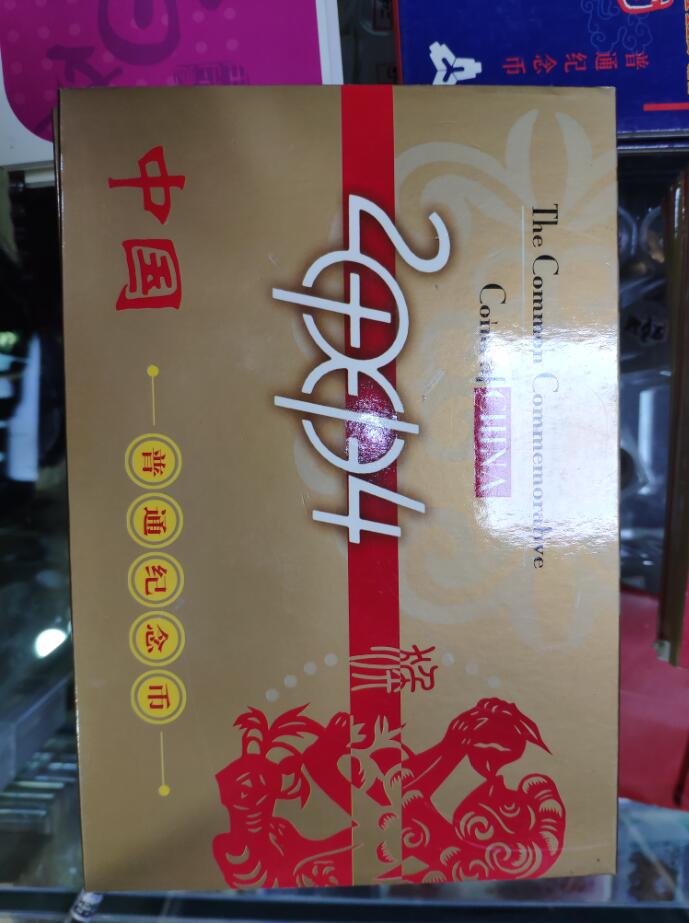 The Common Commemorative
Coins of CHINA
2004
猴
中国
普通纪念币
普通纪念币